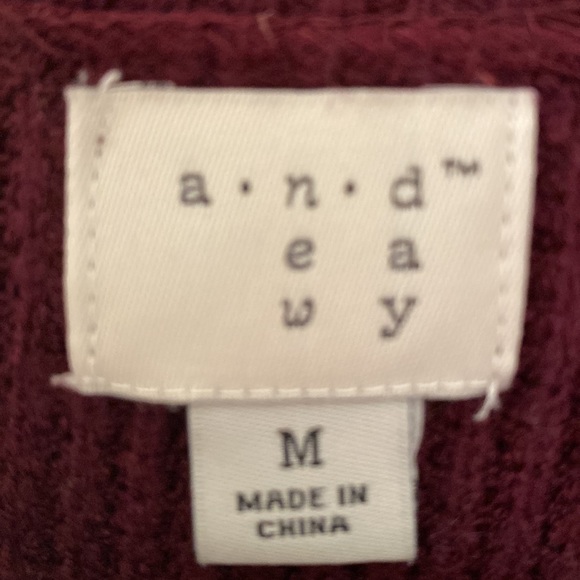 a · n · d™
e a
w y
M
MADE IN
CHINA